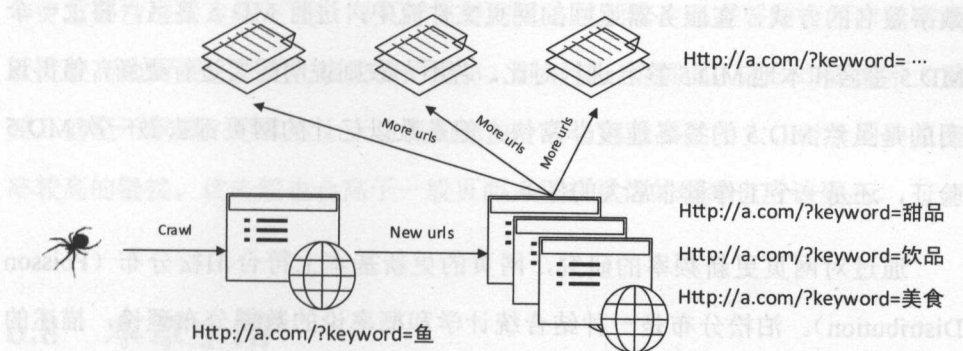 Http://a.com/?keyword= ···
More urls
More urls
More urls
Http://a.com/?keyword=甜品
Crawl
New urls
Http://a.com/?keyword=饮品
Http://a.com/?keyword=美食
Http://a.com/?keyword=鱼